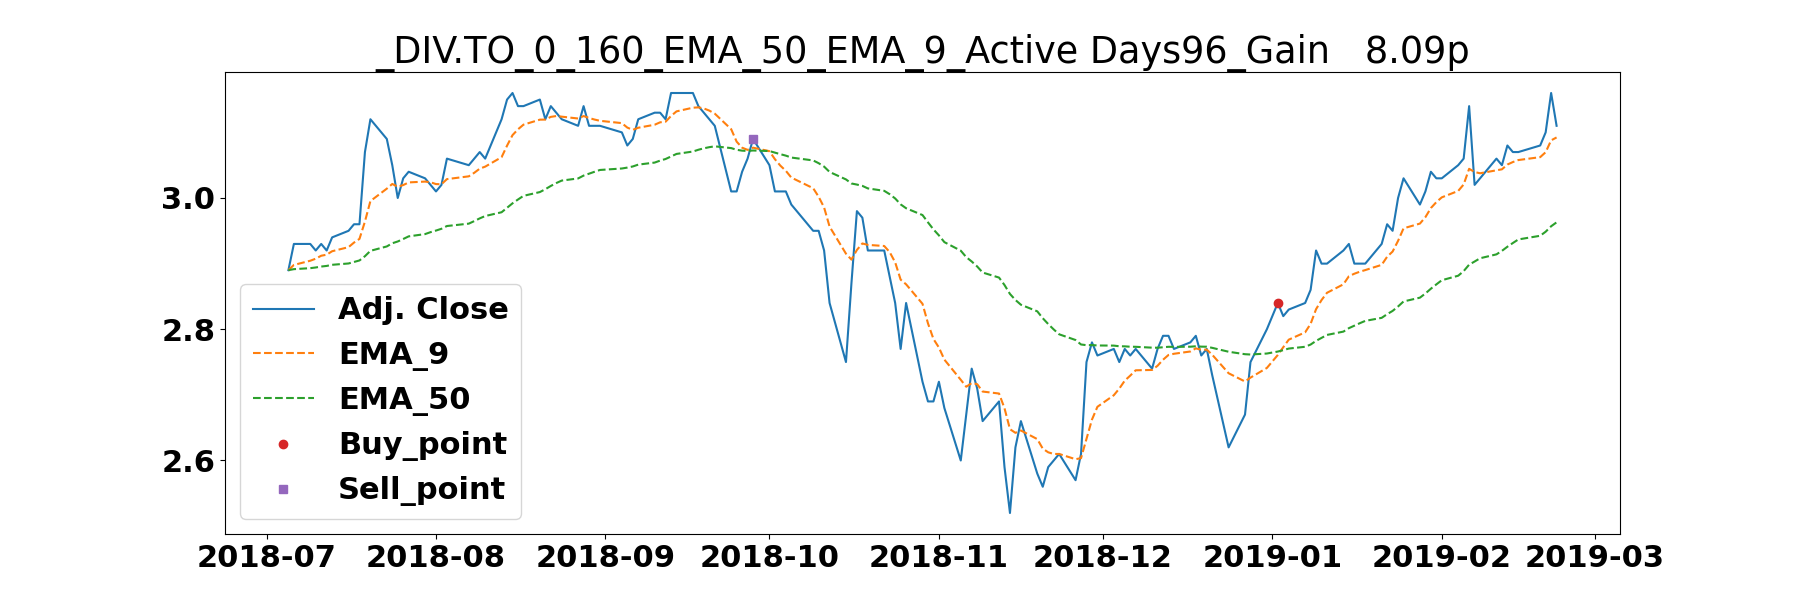 _DIV.TO_0_160_EMA_50_EMA_9_Active Days96_Gain   8.09p
3.0
2.8
2.6
Adj. Close
EMA_9
EMA_50
Buy_point
Sell_point
2018-07 2018-08 2018-09 2018-10 2018-11 2018-12 2019-01 2019-02 2019-03